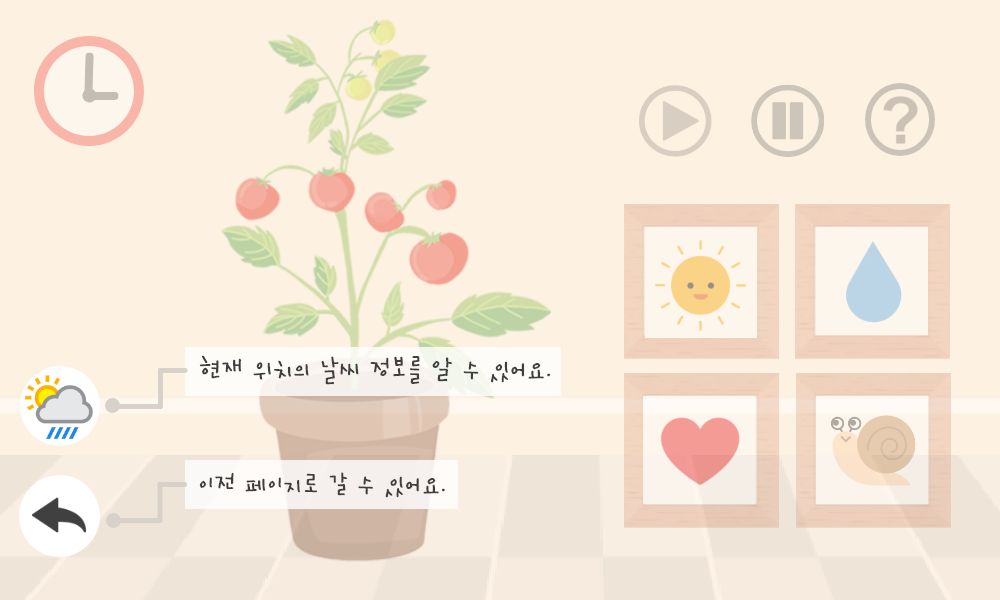 현재 위치의 날씨 정보를 알 수 있어요.
이전 페이지로 갈 수 있어요.
?